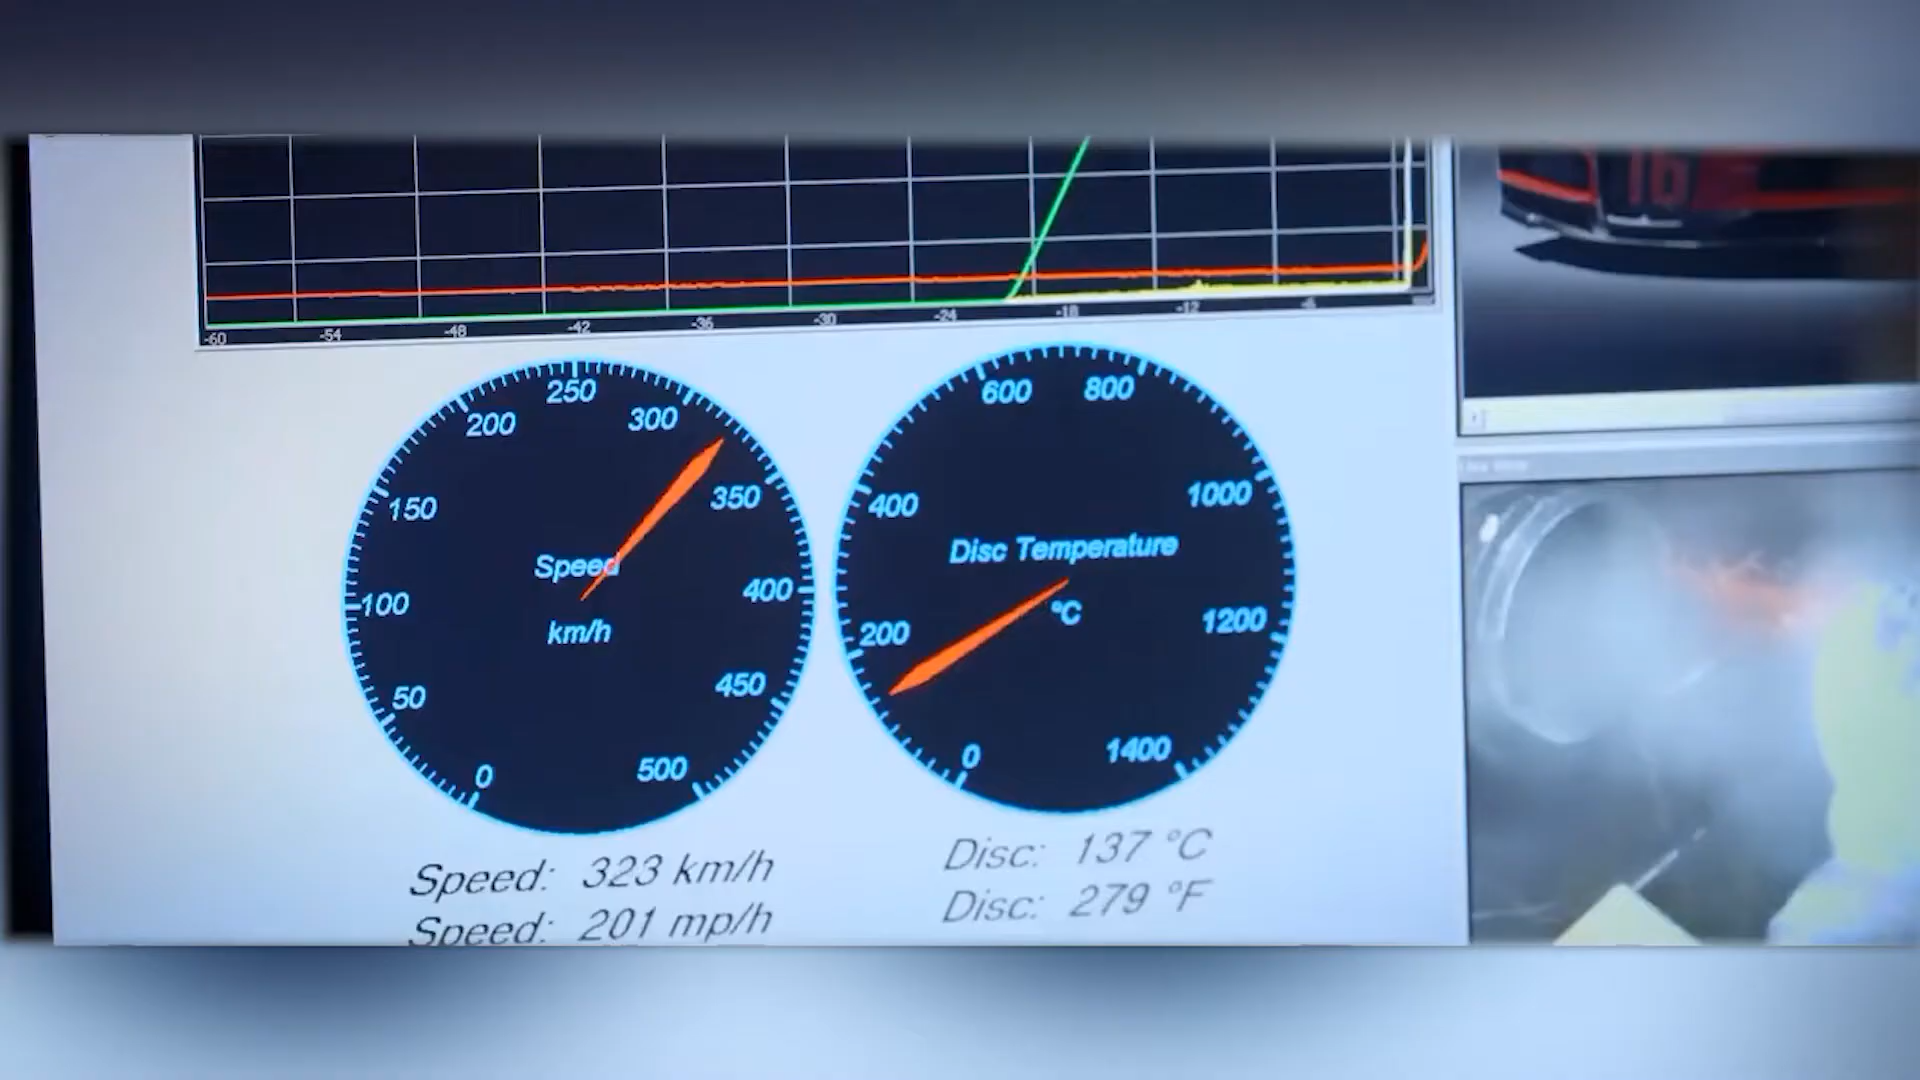 -60 -54 -48 -42 -36 -30 -24 -18 -12 -6
0 50 100 150 200 250 300 350 400 450 500
Speed
km/h
0 200 400 600 800 1000 1200 1400
Disc Temperature
°C
Speed: 323 km/h
Speed: 201 mp/h
Disc: 137 °C
Disc: 279 °F
16